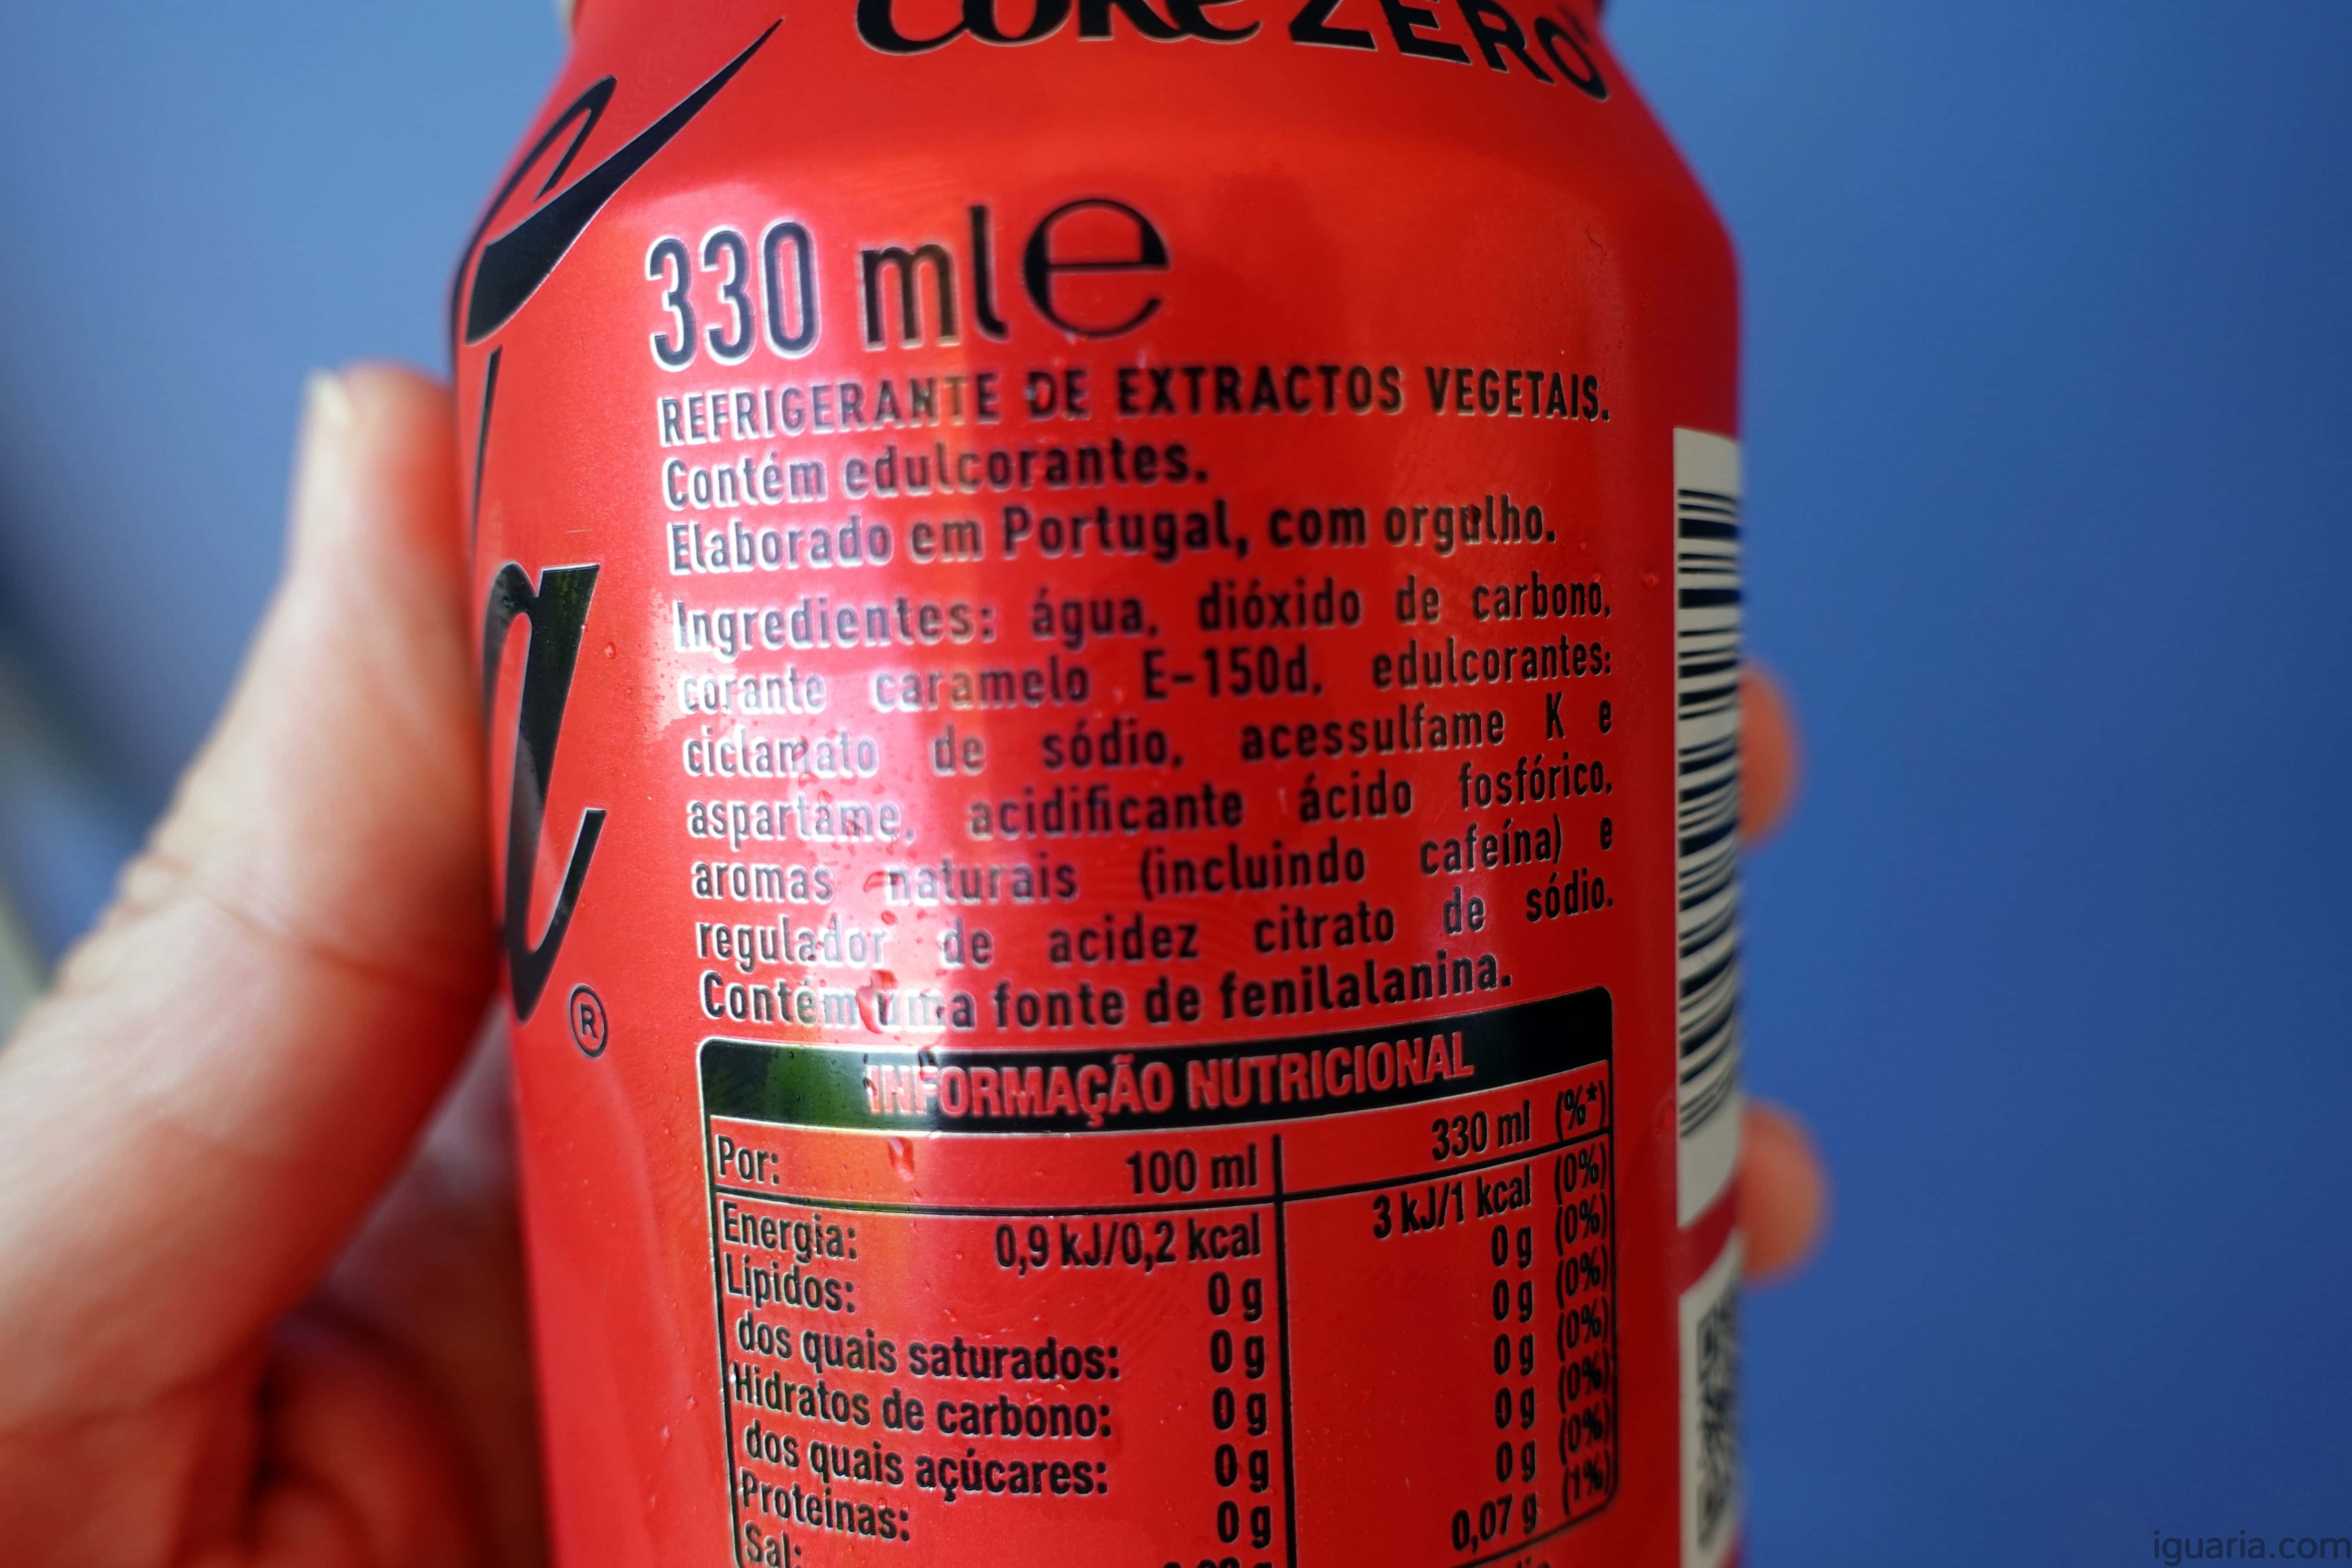 Coke ZERO
330 ml e
REFRIGERANTE DE EXTRACTOS VEGETAIS.
Contém edulcorantes.
Elaborado em Portugal, com orgulho.
Ingredientes: água, dióxido de carbono,
corante caramelo E-150d, edulcorantes:
ciclamato de sódio, acessulfame K e
aspartame, acidificante ácido fosfórico,
aromas naturais (incluindo cafeína) e
regulador de acidez citrato de sódio.
Contém uma fonte de fenilalanina.
®
INFORMAÇÃO NUTRICIONAL
Por: 100 ml 330 ml (%*)
Energia: 0,9 kJ/0,2 kcal 3 kJ/1 kcal (0%)
Lípidos: 0 g 0 g (0%)
dos quais saturados: 0 g 0 g (0%)
Hidratos de carbono: 0 g 0 g (0%)
dos quais açúcares: 0 g 0 g (0%)
Proteínas: 0 g 0 g (0%)
Sal: 0,07 g (1%)
iguaria.com